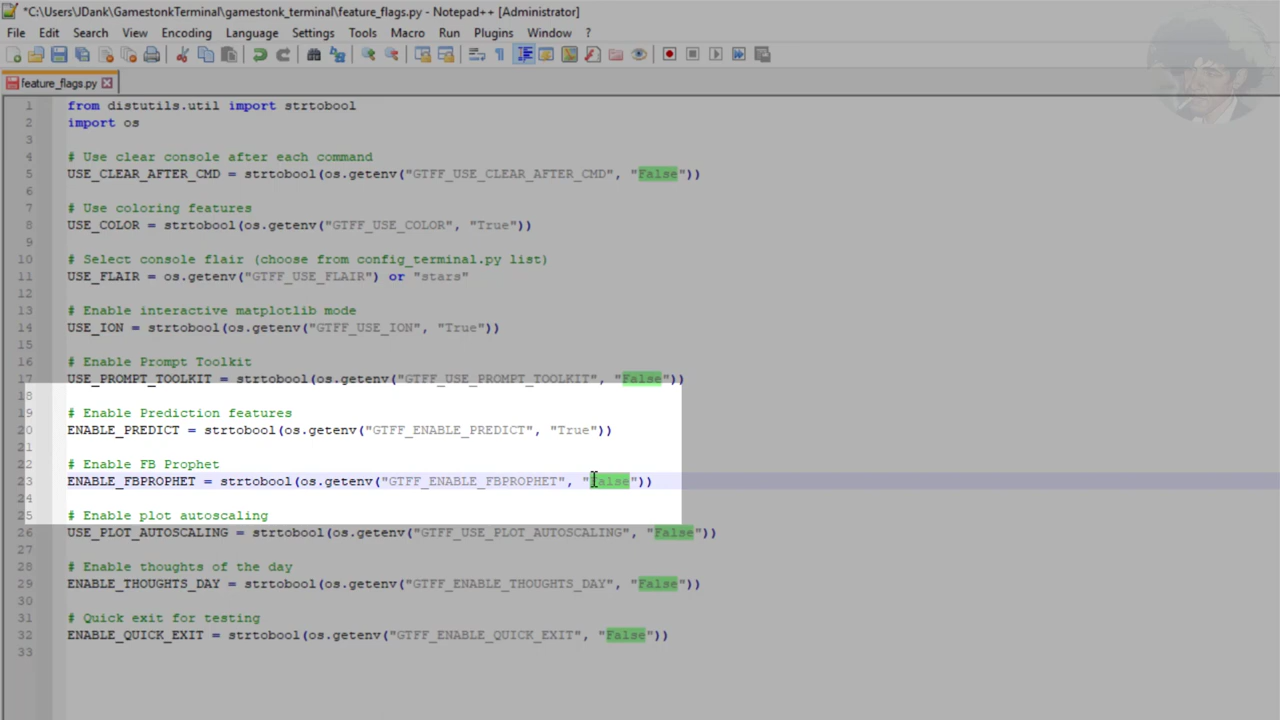 *C:\Users\JDank\GamestonkTerminal\gamestonk_terminal\feature_flags.py - Notepad++ [Administrator]
File Edit Search View Encoding Language Settings Tools Macro Run Plugins Window ?
feature_flags.py
1 from distutils.util import strtobool
2 import os
3
4 # Use clear console after each command
5 USE_CLEAR_AFTER_CMD = strtobool(os.getenv("GTFF_USE_CLEAR_AFTER_CMD", "False"))
6
7 # Use coloring features
8 USE_COLOR = strtobool(os.getenv("GTFF_USE_COLOR", "True"))
9
10 # Select console flair (choose from config_terminal.py list)
11 USE_FLAIR = os.getenv("GTFF_USE_FLAIR") or "stars"
12
13 # Enable interactive matplotlib mode
14 USE_ION = strtobool(os.getenv("GTFF_USE_ION", "True"))
15
16 # Enable Prompt Toolkit
17 USE_PROMPT_TOOLKIT = strtobool(os.getenv("GTFF_USE_PROMPT_TOOLKIT", "False"))
18
19 # Enable Prediction features
20 ENABLE_PREDICT = strtobool(os.getenv("GTFF_ENABLE_PREDICT", "True"))
21
22 # Enable FB Prophet
23 ENABLE_FBPROPHET = strtobool(os.getenv("GTFF_ENABLE_FBPROPHET", "False"))
24
25 # Enable plot autoscaling
26 USE_PLOT_AUTOSCALING = strtobool(os.getenv("GTFF_USE_PLOT_AUTOSCALING", "False"))
27
28 # Enable thoughts of the day
29 ENABLE_THOUGHTS_DAY = strtobool(os.getenv("GTFF_ENABLE_THOUGHTS_DAY", "False"))
30
31 # Quick exit for testing
32 ENABLE_QUICK_EXIT = strtobool(os.getenv("GTFF_ENABLE_QUICK_EXIT", "False"))
33